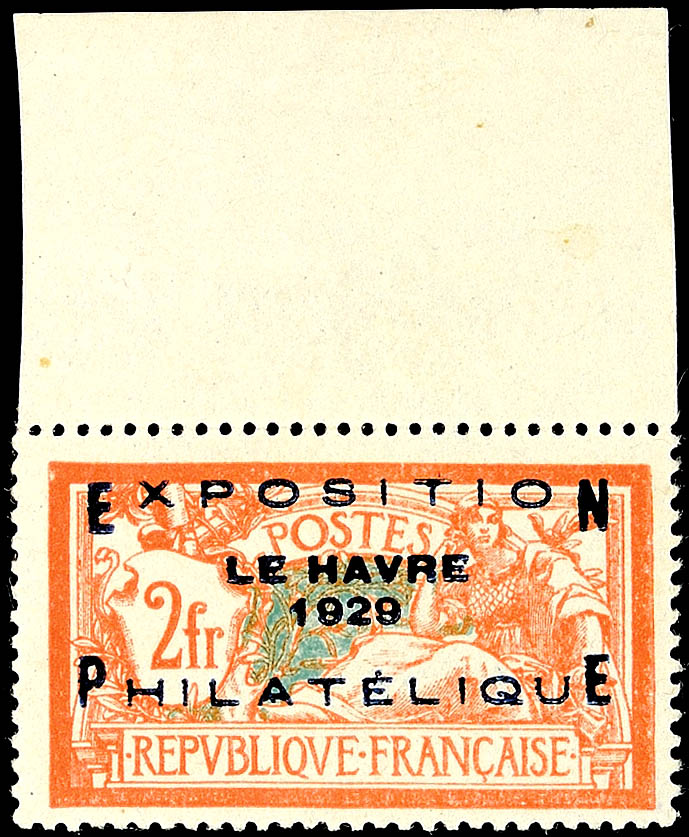 EXPOSITION
POSTES
LE HAVRE
1929
2fr
PHILATÉLIQUE
·REPVBLIQVE·FRANÇAISE·